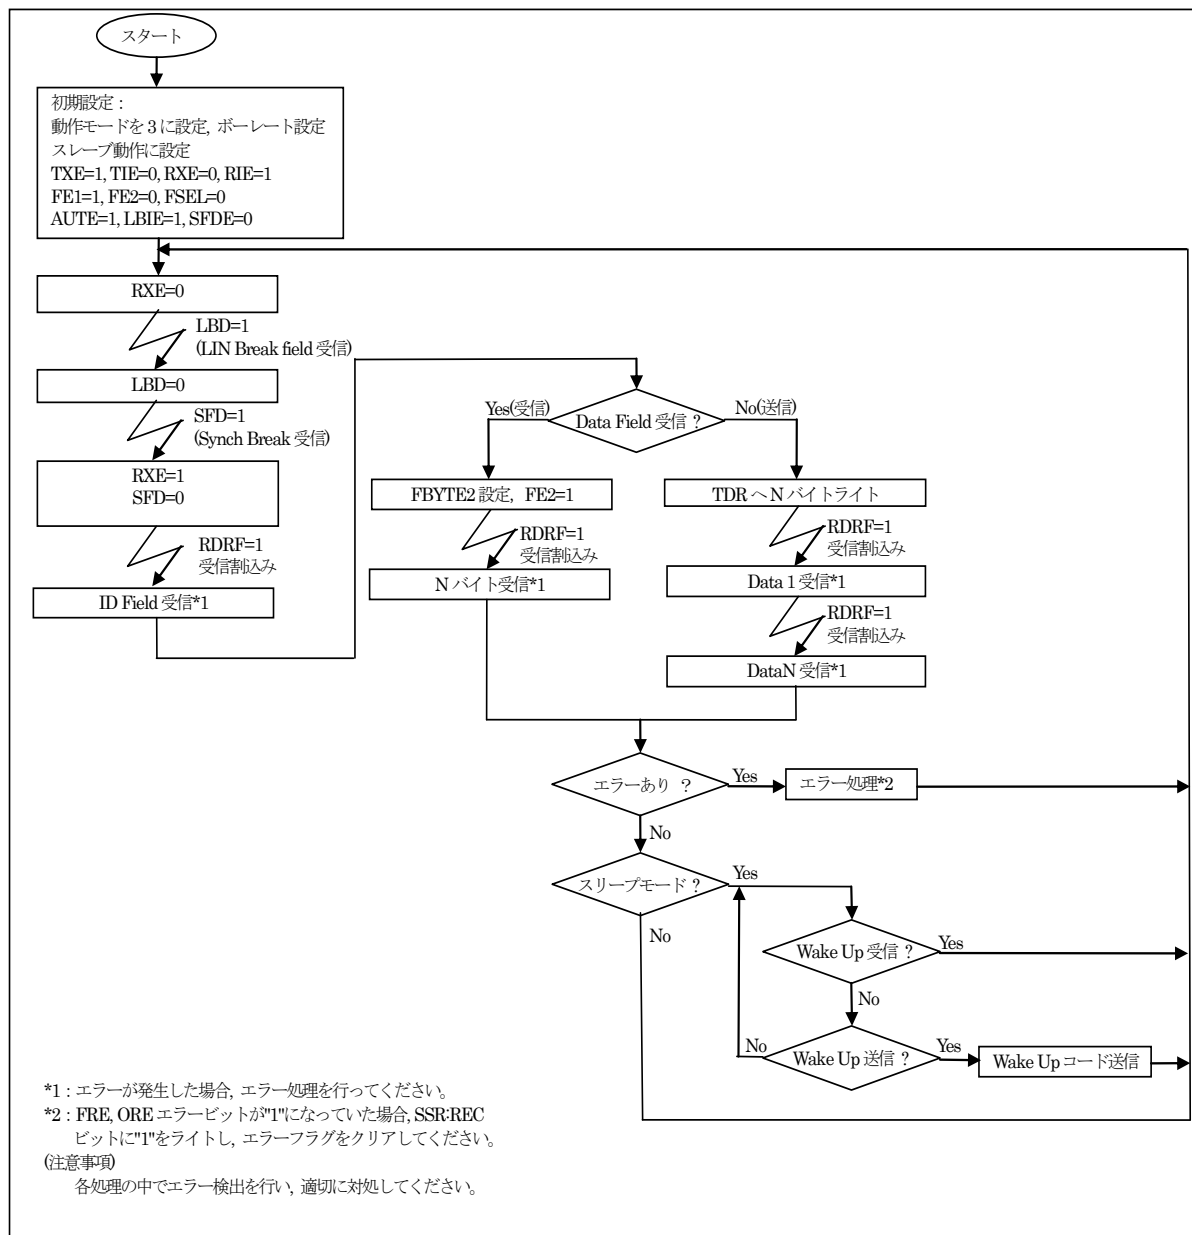 スタート
初期設定：
動作モードを3に設定, ボーレート設定
スレーブ動作に設定
TXE=1, TIE=0, RXE=0, RIE=1
FE1=1, FE2=0, FSEL=0
AUTE=1, LBIE=1, SFDE=0
RXE=0
LBD=1
(LIN Break field 受信)
LBD=0
SFD=1
(Synch Break 受信)
RXE=1
SFD=0
RDRF=1
受信割込み
ID Field 受信*1
Data Field 受信？
Yes(受信)
No(送信)
FBYTE2 設定, FE2=1
RDRF=1
受信割込み
N バイト受信*1
TDR へ N バイトライト
RDRF=1
受信割込み
Data 1 受信*1
RDRF=1
受信割込み
DataN 受信*1
エラーあり ？
Yes
エラー処理*2
No
スリープモード？
Yes
No
Wake Up 受信？
Yes
No
Wake Up 送信？
No
Yes
Wake Up コード送信
*1：エラーが発生した場合, エラー処理を行ってください。
*2：FRE, ORE エラービットが"1"になっていた場合, SSR:REC
ビットに"1"をライトし, エラーフラグをクリアしてください。
(注意事項)
各処理の中でエラー検出を行い, 適切に対処してください。